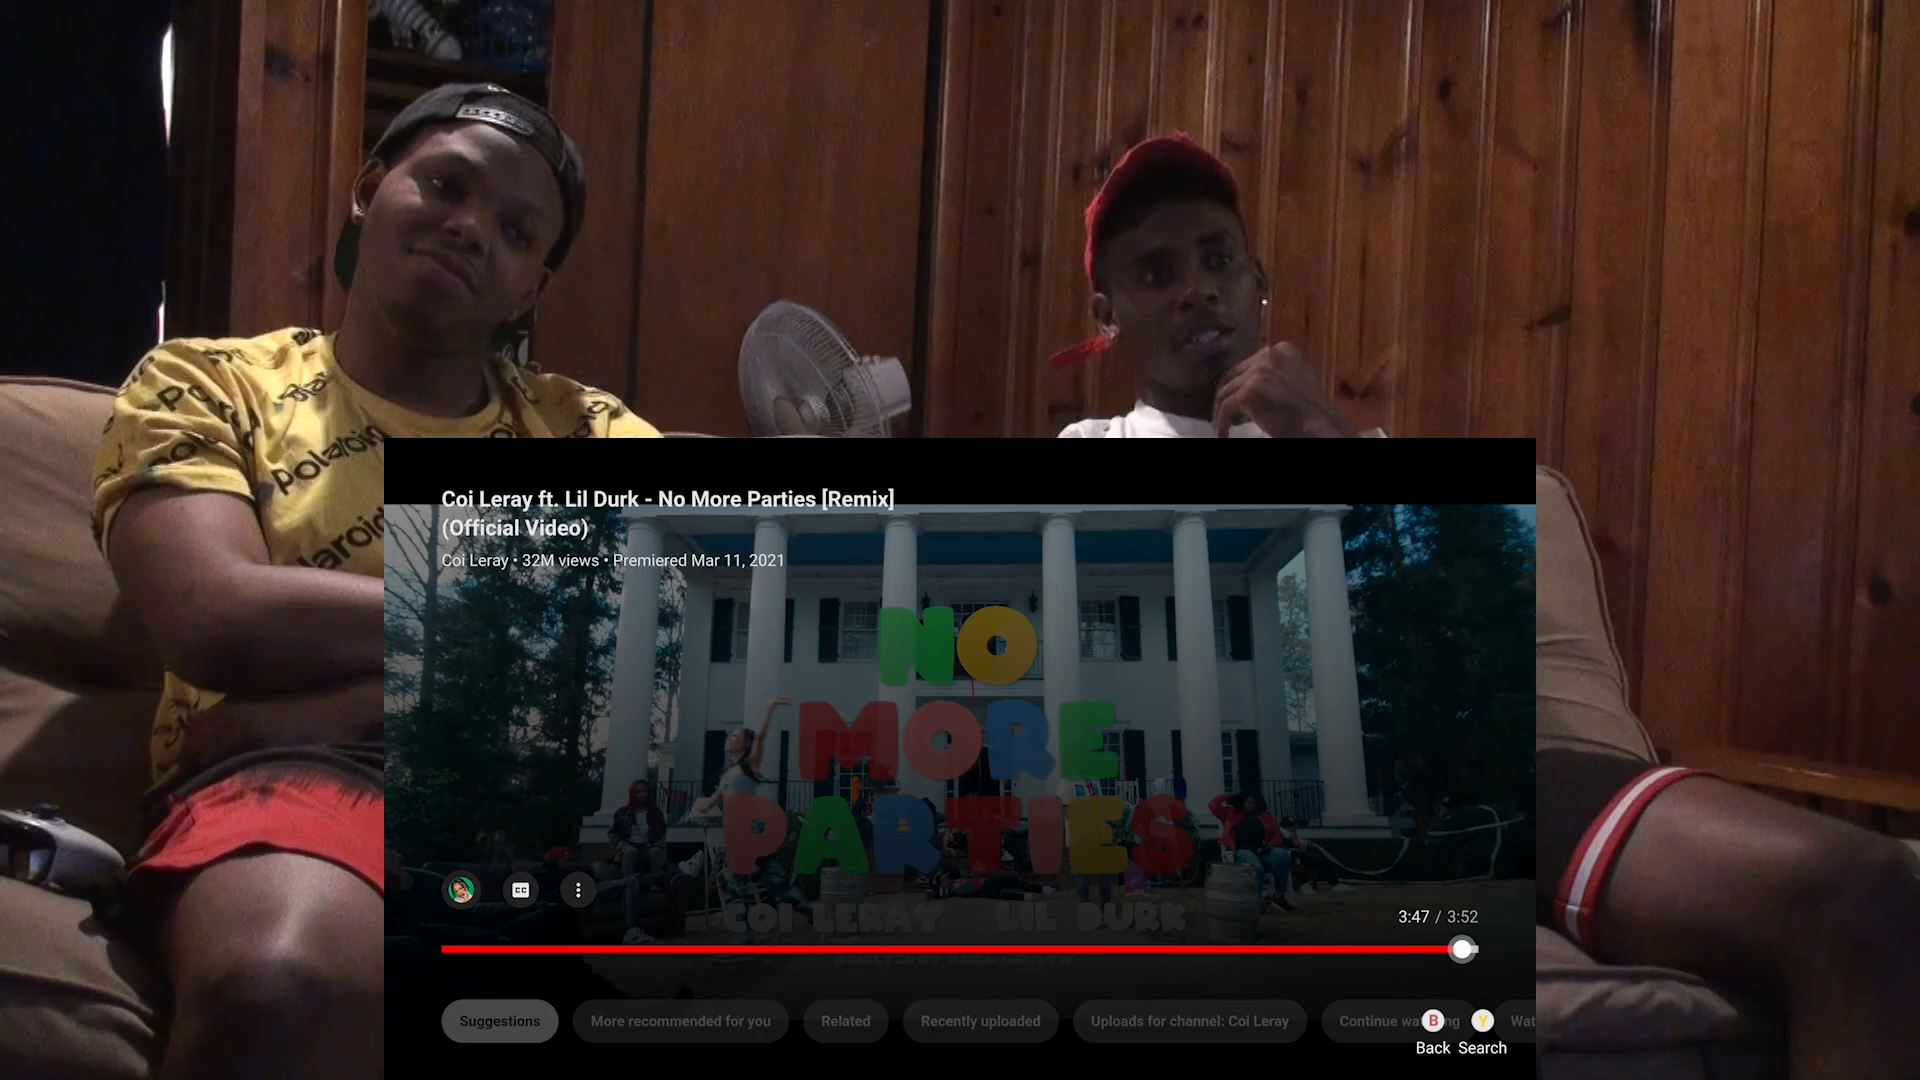 Polaroid
Coi Leray ft. Lil Durk - No More Parties [Remix]
(Official Video)
Coi Leray • 32M views • Premiered Mar 11, 2021
NO
MORE
PARTIES
CC
COI LERAY LIL DURK
3:47 / 3:52
Suggestions
More recommended for you
Related
Recently uploaded
Uploads for channel: Coi Leray
B
Y
Back Search